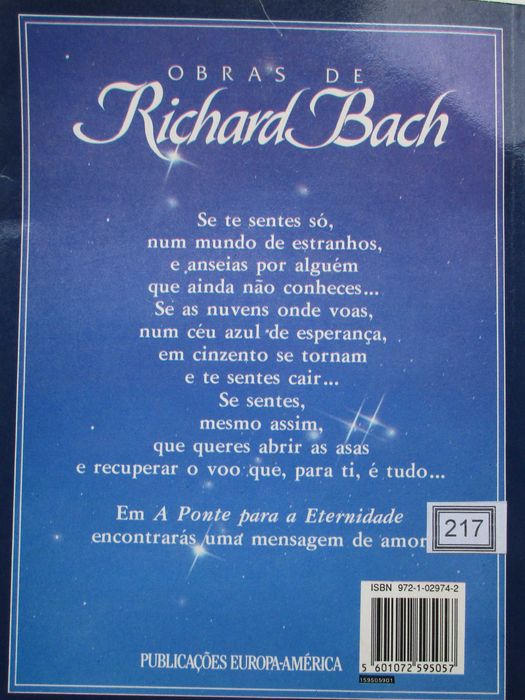 OBRAS DE
Richard Bach
Se te sentes só,
num mundo de estranhos,
e anseias por alguém
que ainda não conheces...
Se as nuvens onde voas,
num céu azul de esperança,
em cinzento se tornam
e te sentes cair...
Se sentes,
mesmo assim,
que queres abrir as asas
e recuperar o voo que, para ti, é tudo...
Em A Ponte para a Eternidade
encontrarás uma mensagem de amor
217
ISBN 972-1-02974-2
5 601072 595057
159505901
PUBLICAÇÕES EUROPA-AMÉRICA